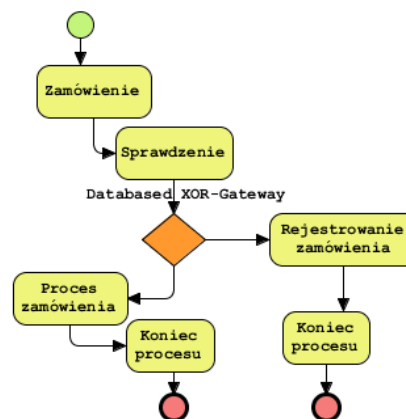 Zamówienie
Sprawdzenie
Databased XOR-Gateway
Rejestrowanie
zamówienia
Proces
zamówienia
Koniec
procesu
Koniec
procesu